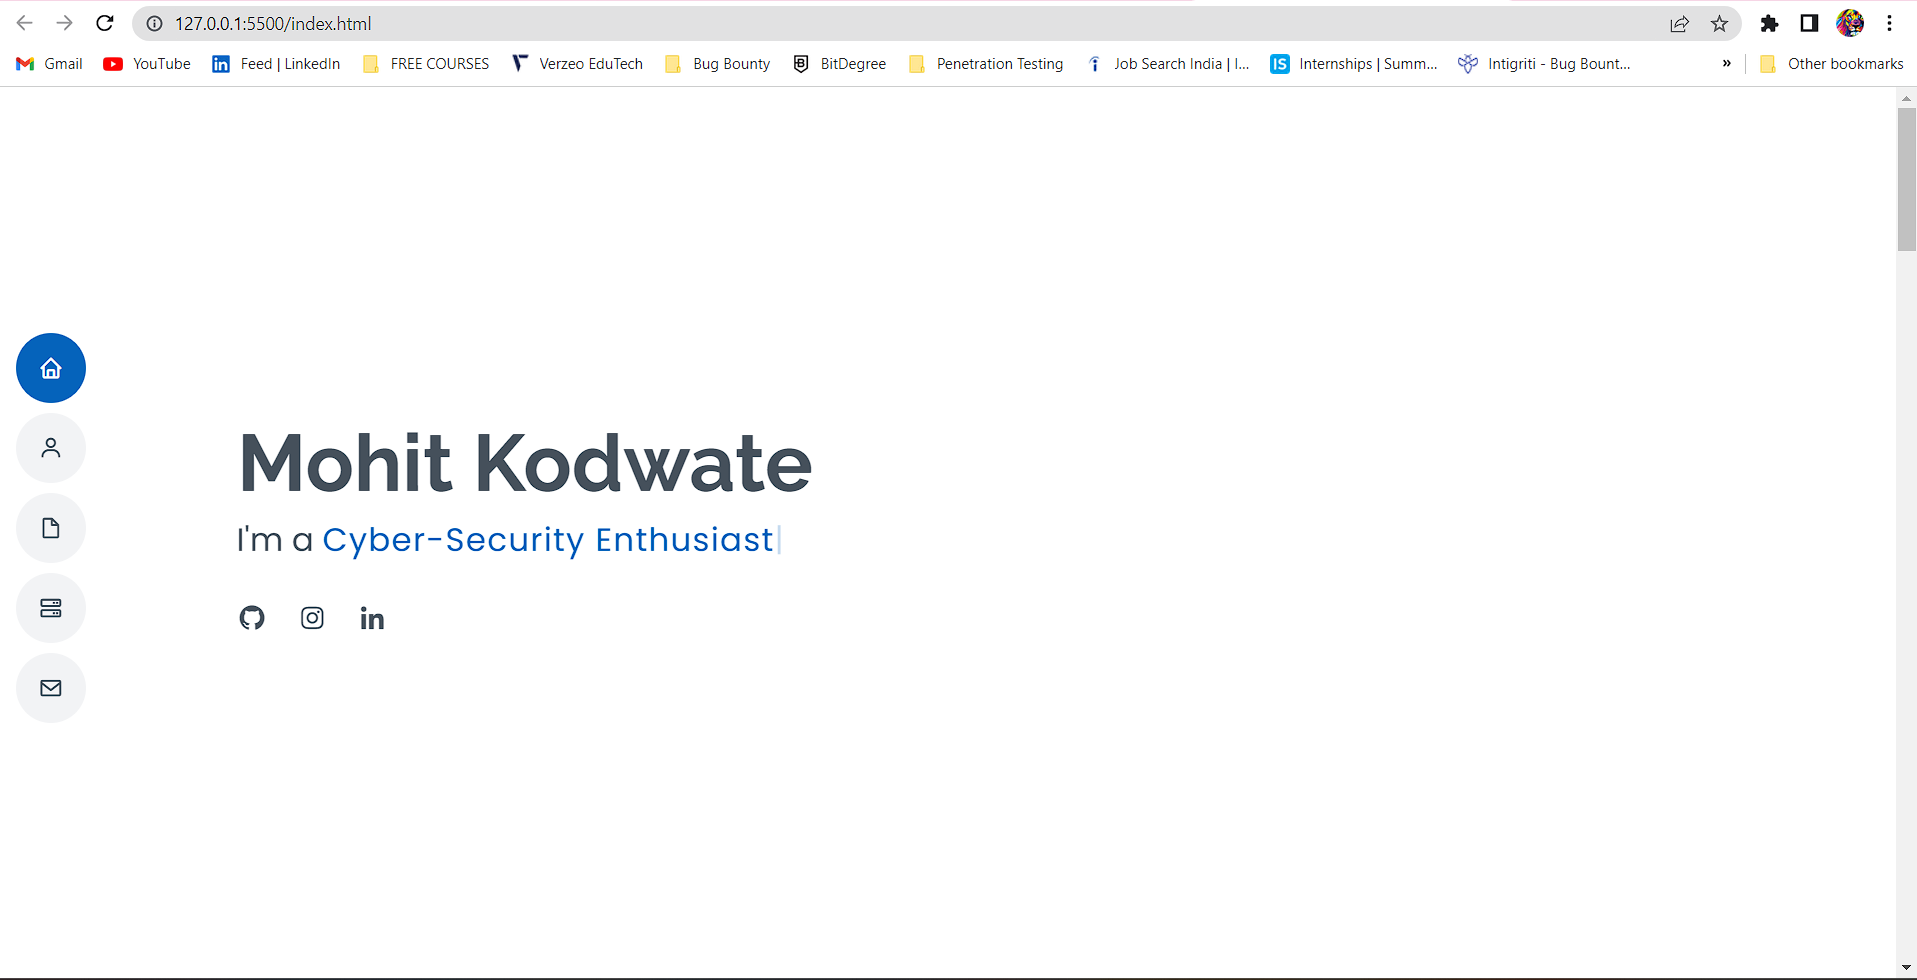 127.0.0.1:5500/index.html
Gmail YouTube Feed | LinkedIn FREE COURSES Verzeo EduTech Bug Bounty BitDegree Penetration Testing Job Search India | I... Internships | Summ... Intigriti - Bug Bount... » Other bookmarks
Mohit Kodwate
I'm a Cyber-Security Enthusiast